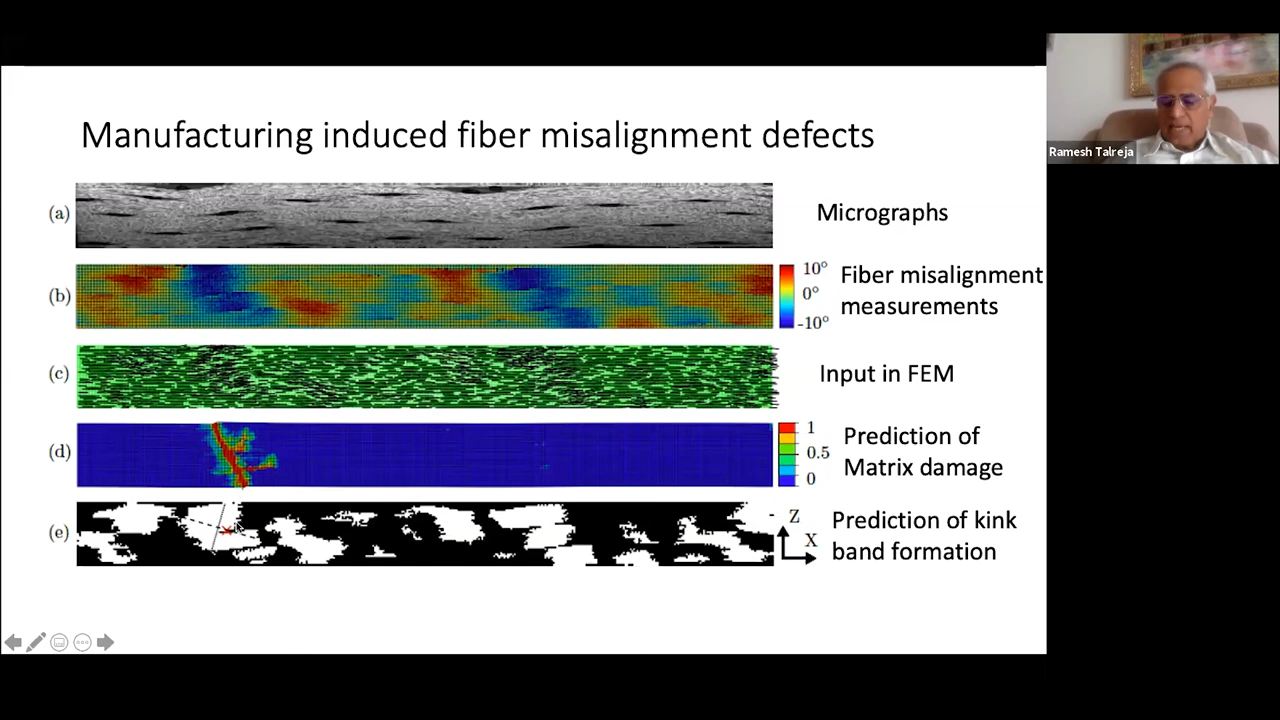 Manufacturing induced fiber misalignment defects
Ramesh Talreja
(a)
Micrographs
(b)
10°
0°
-10°
Fiber misalignment
measurements
(c)
Input in FEM
(d)
1
0.5
0
Prediction of
Matrix damage
(e)
Z
X
Prediction of kink
band formation